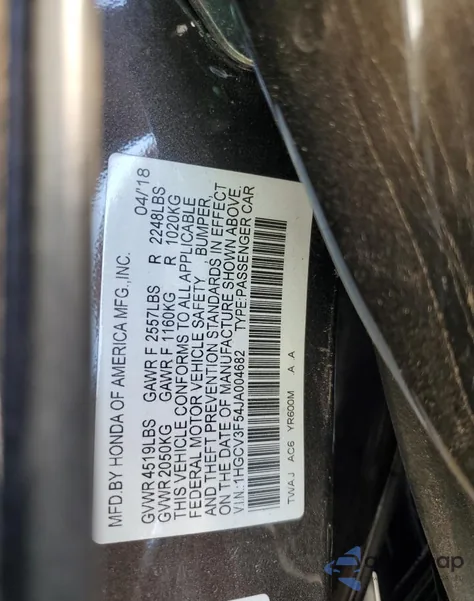 MFD.BY HONDA OF AMERICA MFG.,INC. 04/'18
GVWR 4519LBS GAWR F 2557LBS R 2248LBS
GVWR 2050KG GAWR F 1160KG R 1020KG
THIS VEHICLE CONFORMS TO ALL APPLICABLE
FEDERAL MOTOR VEHICLE SAFETY , BUMPER,
AND THEFT PREVENTION STANDARDS IN EFFECT
ON THE DATE OF MANUFACTURE SHOWN ABOVE.
V.I.N.:1HGCV3F54JA004682 TYPE:PASSENGER CAR
TWAJ AC6 YR600M A A